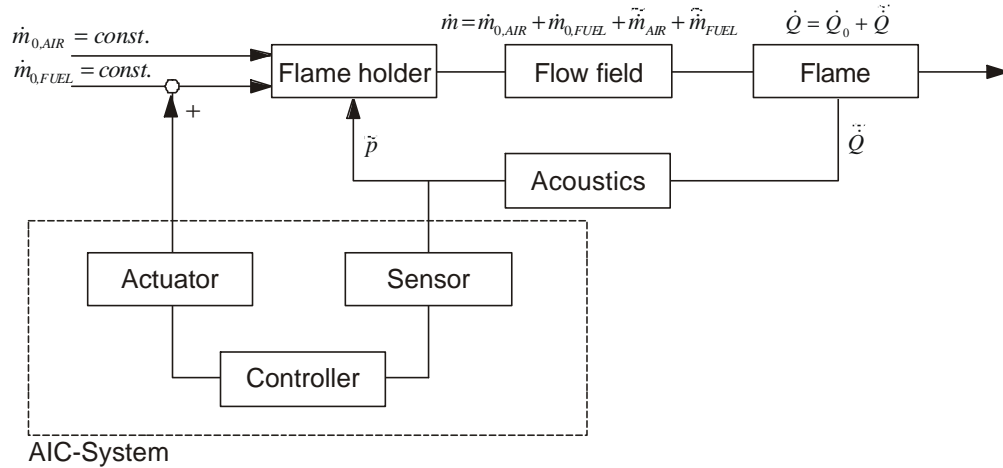 ṁ = ṁ₀,AIR + ṁ₀,FUEL + ṁ̃AIR + ṁ̃FUEL
Q̇ = Q̇₀ + Q̇̃
ṁ₀,AIR = const.
ṁ₀,FUEL = const.
Flame holder
Flow field
Flame
+
p̃
Q̇̃
Acoustics
Actuator
Sensor
Controller
AIC-System